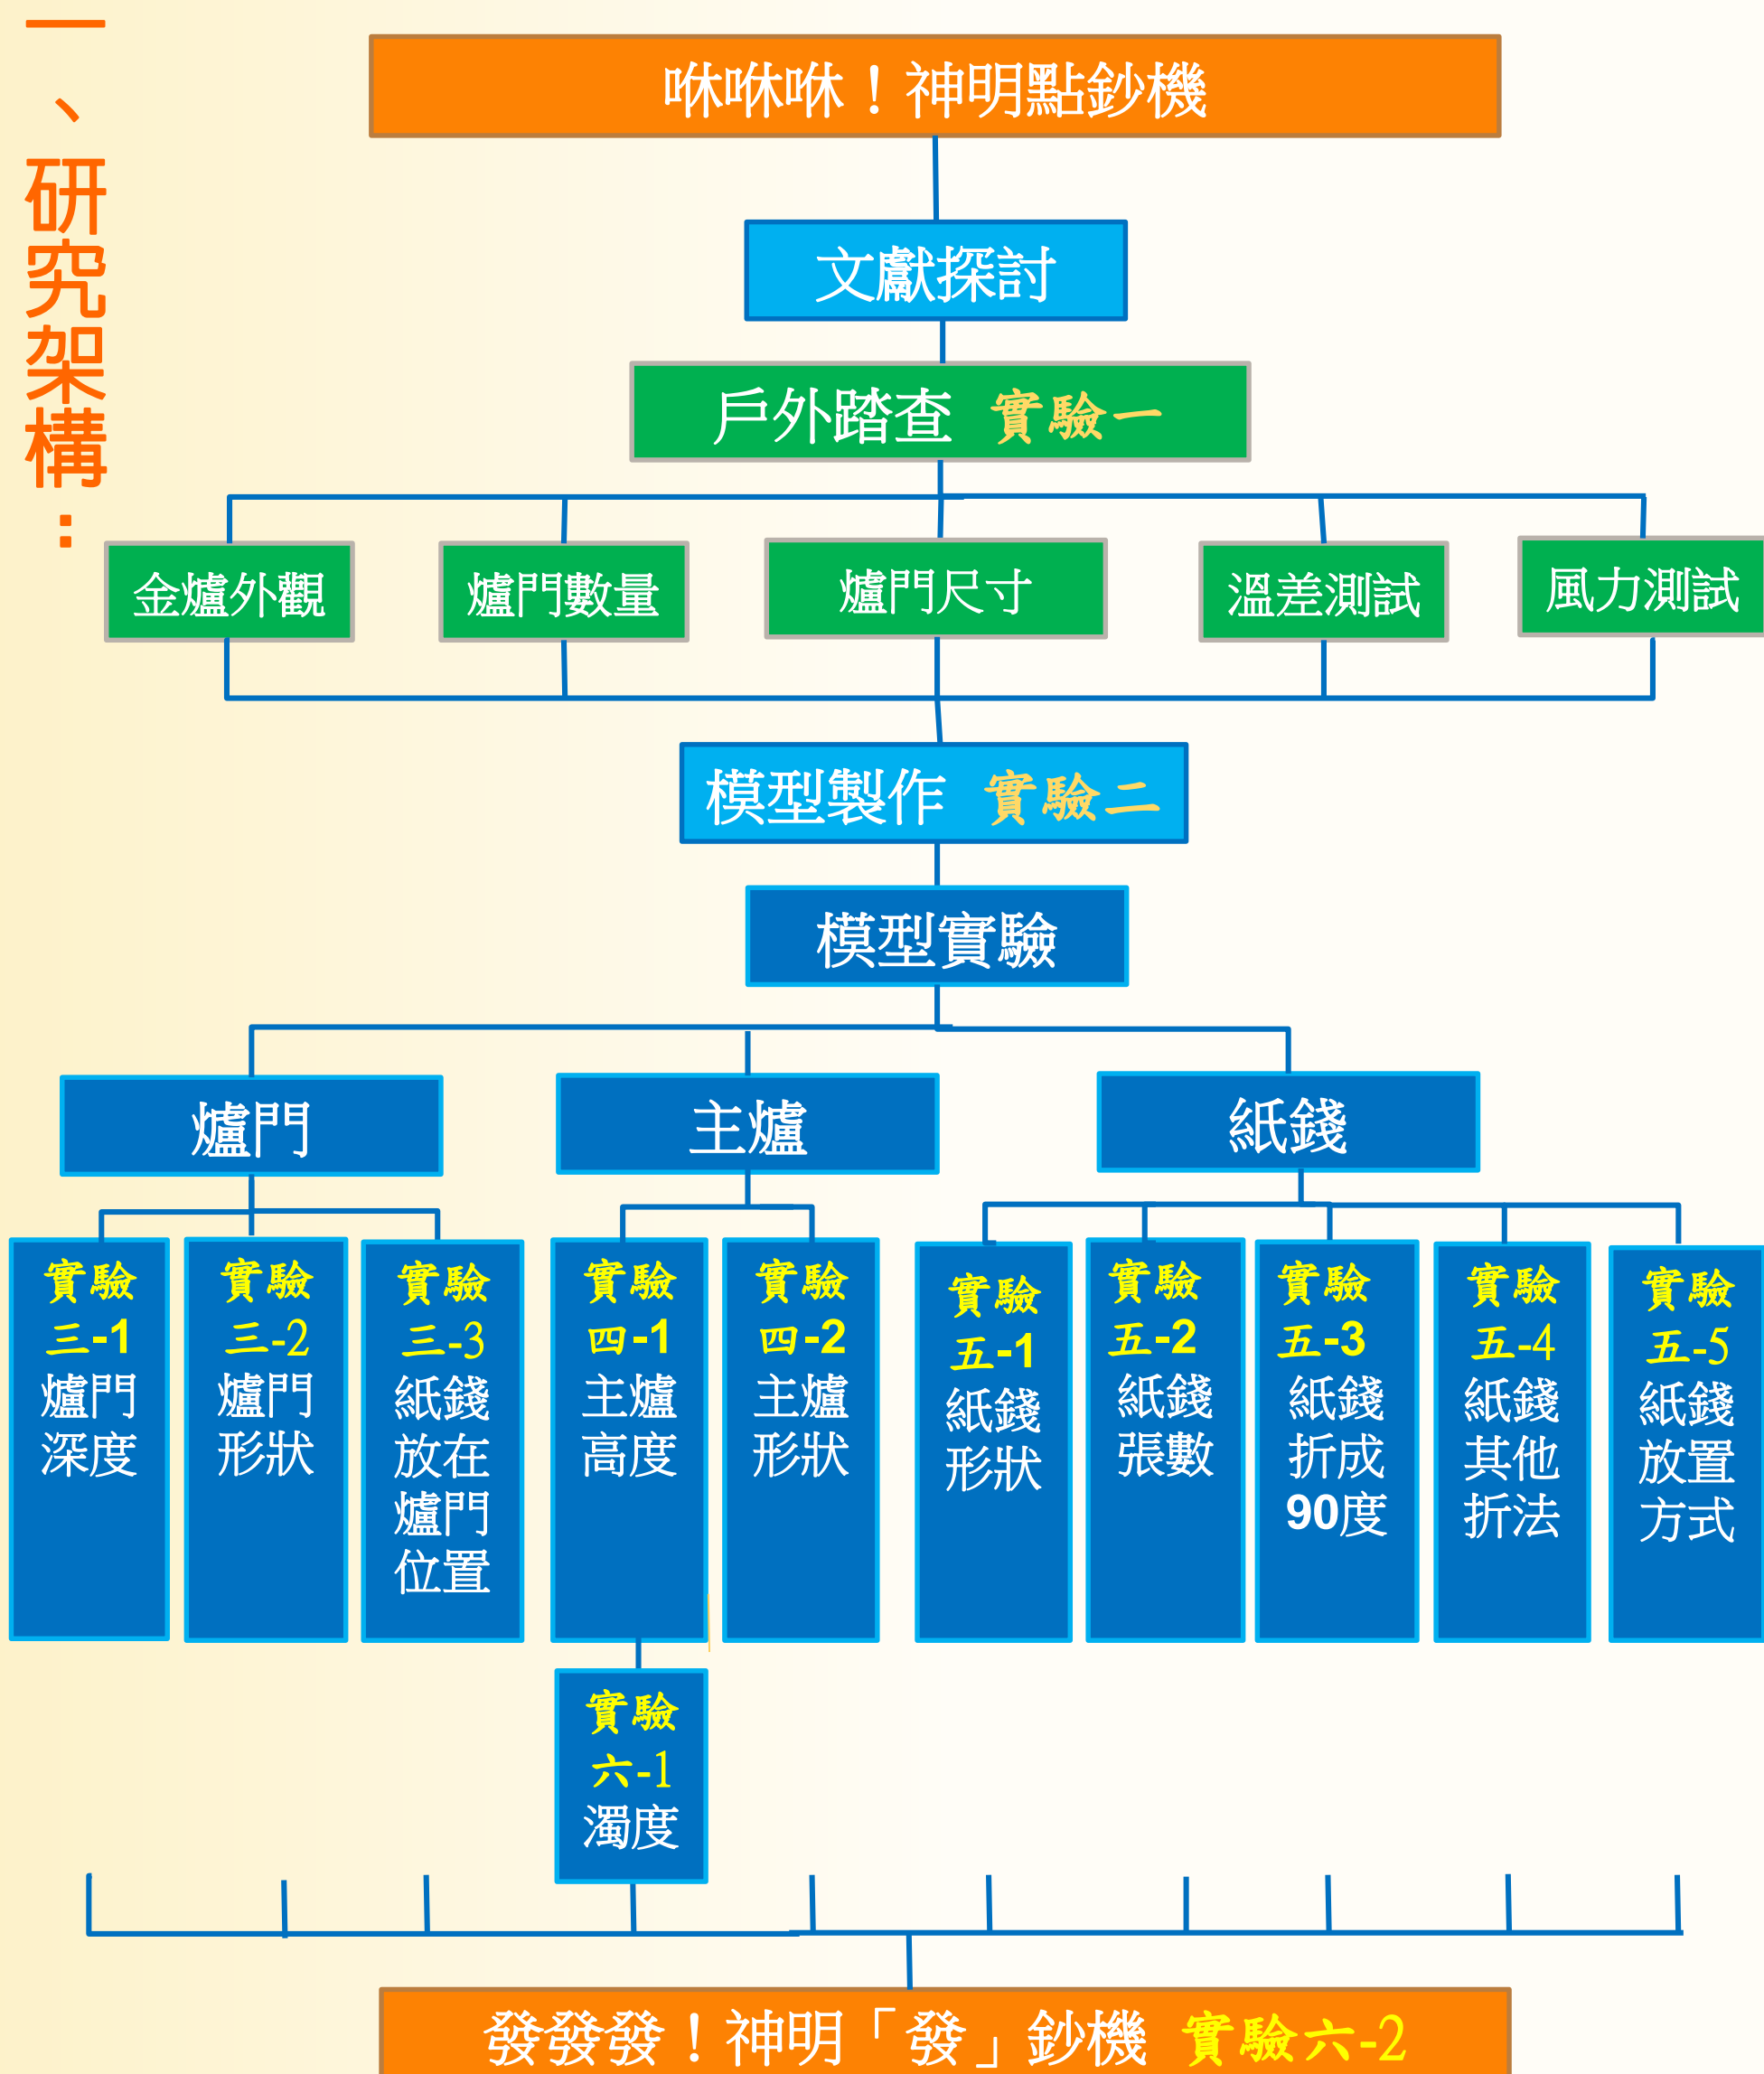 一、研究架構：
咻咻咻！神明點鈔機
文獻探討
戶外踏查 實驗一
金爐外觀
爐門數量
爐門尺寸
溫差測試
風力測試
模型製作 實驗二
模型實驗
爐門
主爐
紙錢
實驗
三-1
爐門
深度
實驗
三-2
爐門
形狀
實驗
三-3
紙錢
放在
爐門
位置
實驗
四-1
主爐
高度
實驗
四-2
主爐
形狀
實驗
五-1
紙錢
形狀
實驗
五-2
紙錢
張數
實驗
五-3
紙錢
折成
90度
實驗
五-4
紙錢
其他
折法
實驗
五-5
紙錢
放置
方式
實驗
六-1
濁度
發發發！神明「發」鈔機 實驗六-2